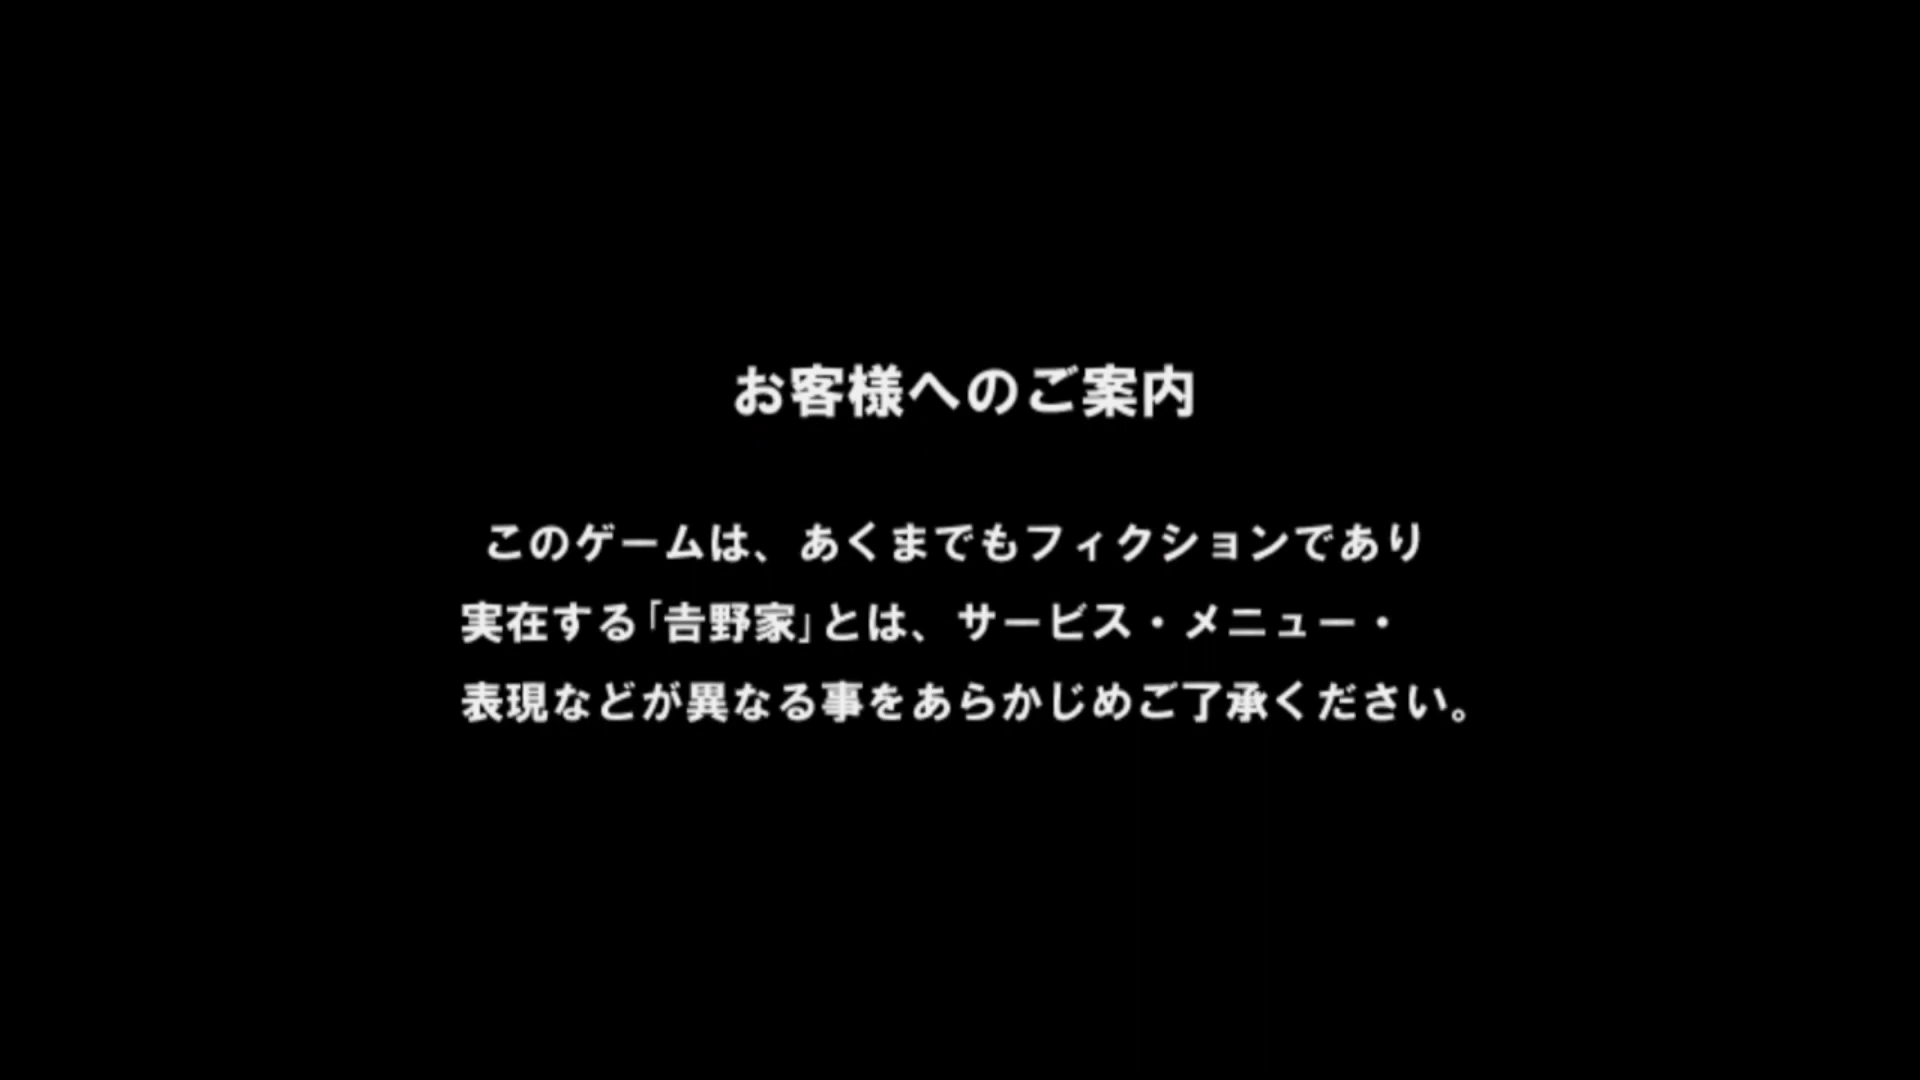 お客様へのご案内
このゲームは、あくまでもフィクションであり
実在する「𠮷野家」とは、サービス・メニュー・
表現などが異なる事をあらかじめご了承ください。